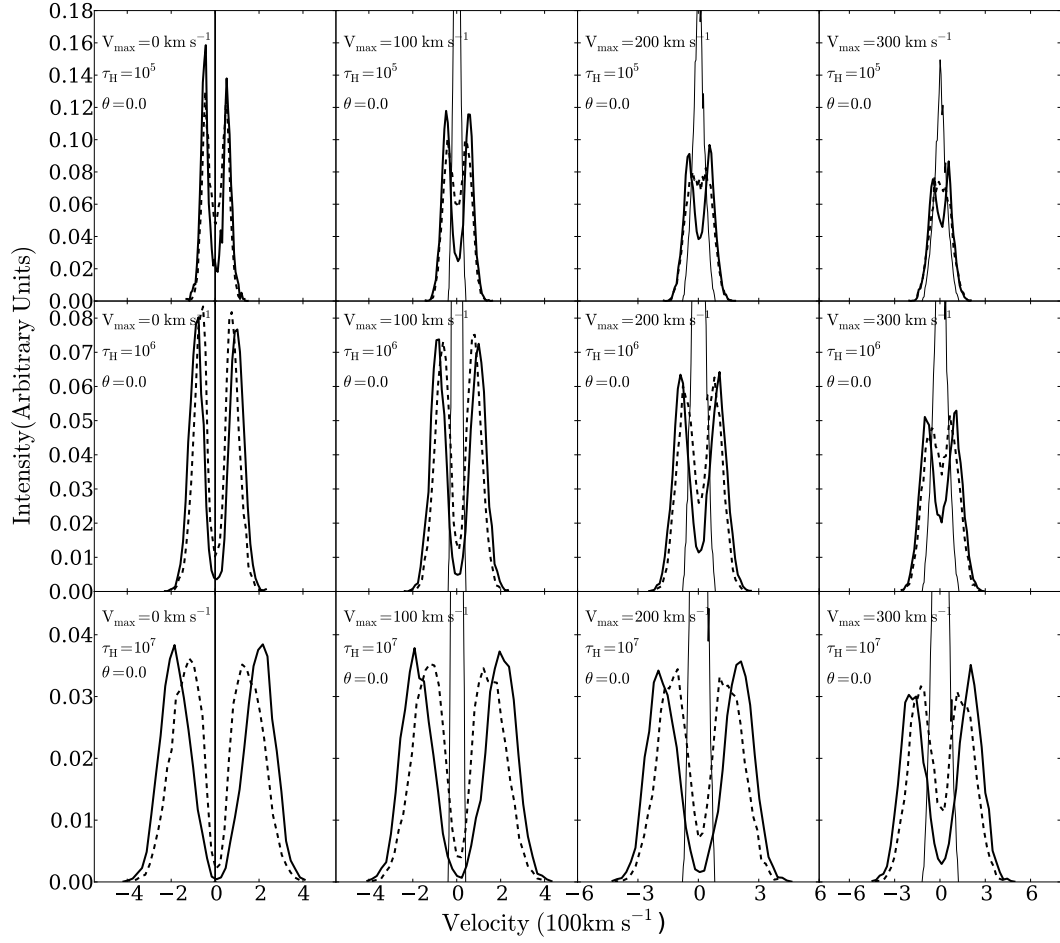 0.18
0.16
0.14
0.12
0.10
0.08
0.06
0.04
0.02
0.00
V_max=0 km s^−1
τ_H=10^5
θ=0.0
V_max=100 km s^−1
τ_H=10^5
θ=0.0
V_max=200 km s^−1
τ_H=10^5
θ=0.0
V_max=300 km s^−1
τ_H=10^5
θ=0.0
Intensity(Arbitrary Units)
0.08
0.07
0.06
0.05
0.04
0.03
0.02
0.01
0.00
V_max=0 km s^−1
τ_H=10^6
θ=0.0
V_max=100 km s^−1
τ_H=10^6
θ=0.0
V_max=200 km s^−1
τ_H=10^6
θ=0.0
V_max=300 km s^−1
τ_H=10^6
θ=0.0
0.04
0.03
0.02
0.01
0.00
V_max=0 km s^−1
τ_H=10^7
θ=0.0
V_max=100 km s^−1
τ_H=10^7
θ=0.0
V_max=200 km s^−1
τ_H=10^7
θ=0.0
V_max=300 km s^−1
τ_H=10^7
θ=0.0
−4 −2 0 2 4 −4 −2 0 2 4 −6 −3 0 3 6 −6 −3 0 3 6
Velocity (100km s^−1)